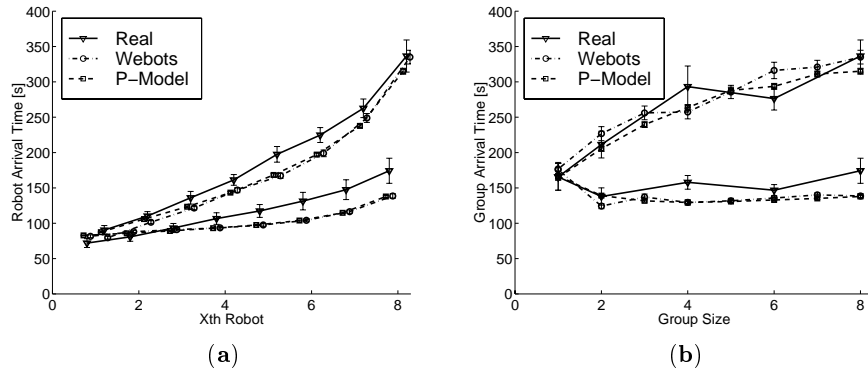 400
350
300
250
200
150
100
50
0
Robot Arrival Time [s]
Real
Webots
P-Model
0 2 4 6 8
Xth Robot
(a)
400
350
300
250
200
150
100
50
0
Group Arrival Time [s]
Real
Webots
P-Model
0 2 4 6 8
Group Size
(b)